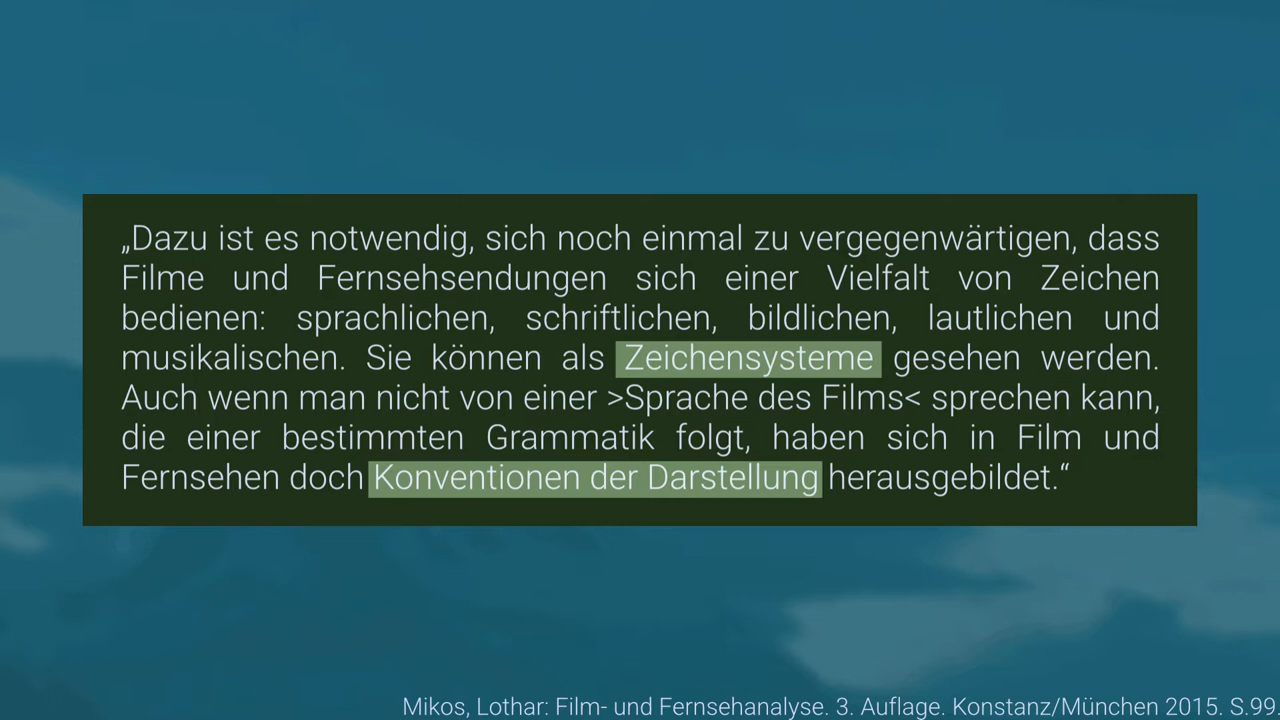 „Dazu ist es notwendig, sich noch einmal zu vergegenwärtigen, dass
Filme und Fernsehsendungen sich einer Vielfalt von Zeichen
bedienen: sprachlichen, schriftlichen, bildlichen, lautlichen und
musikalischen. Sie können als Zeichensysteme gesehen werden.
Auch wenn man nicht von einer >Sprache des Films< sprechen kann,
die einer bestimmten Grammatik folgt, haben sich in Film und
Fernsehen doch Konventionen der Darstellung herausgebildet.“
Mikos, Lothar: Film- und Fernsehanalyse. 3. Auflage. Konstanz/München 2015. S.99.